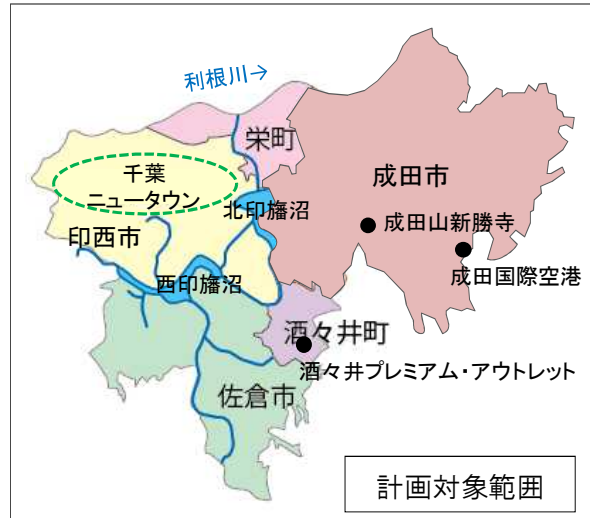 利根川→
栄町
千葉
ニュータウン
成田市
北印旛沼
成田山新勝寺
印西市
成田国際空港
西印旛沼
酒々井町
酒々井プレミアム・アウトレット
佐倉市
計画対象範囲